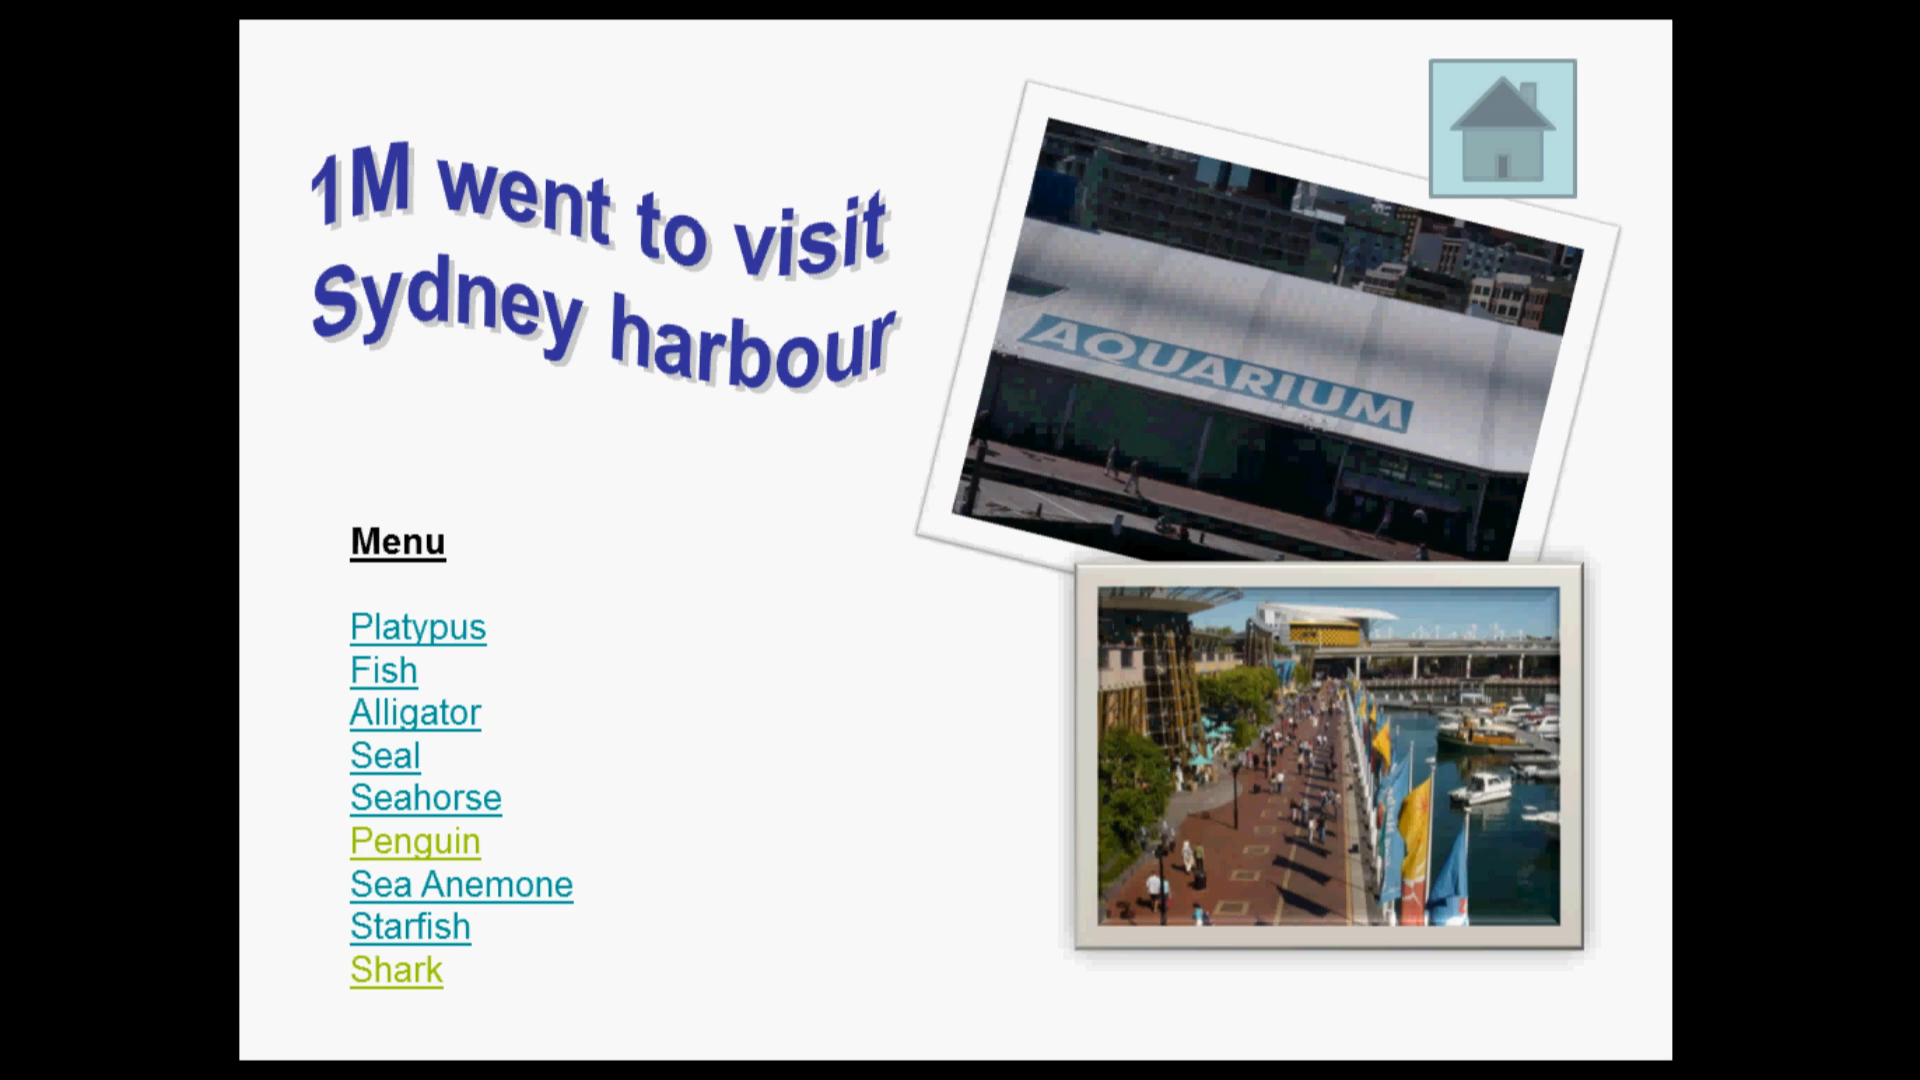 1M went to visit
Sydney harbour
AQUARIUM
Menu
Platypus
Fish
Alligator
Seal
Seahorse
Penguin
Sea Anemone
Starfish
Shark